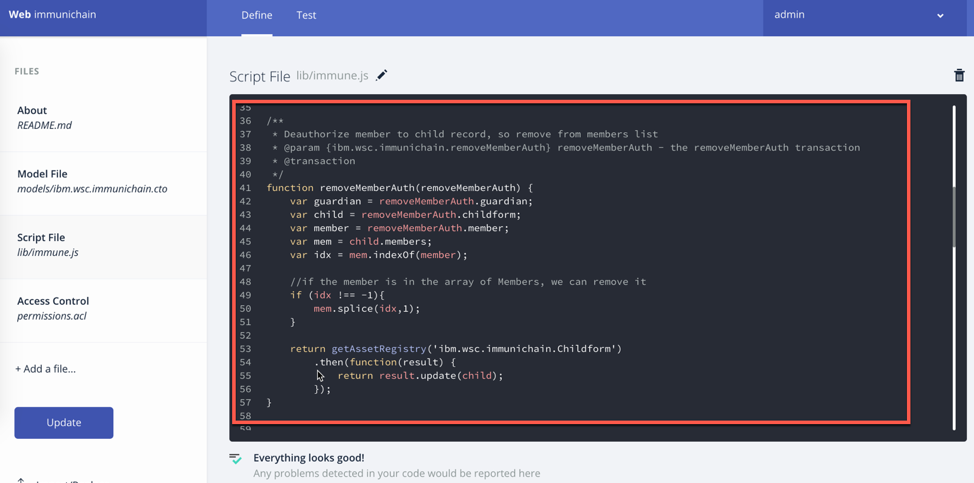 Web immunichain
Define
Test
admin
FILES
About
README.md
Model File
models/ibm.wsc.immunichain.cto
Script File
lib/immune.js
Access Control
permissions.acl
+ Add a file...
Update
Script File lib/immune.js
35
36 /**
37  * Deauthorize member to child record, so remove from members list
38  * @param {ibm.wsc.immunichain.removeMemberAuth} removeMemberAuth - the removeMemberAuth transaction
39  * @transaction
40  */
41 function removeMemberAuth(removeMemberAuth) {
42     var guardian = removeMemberAuth.guardian;
43     var child = removeMemberAuth.childform;
44     var member = removeMemberAuth.member;
45     var mem = child.members;
46     var idx = mem.indexOf(member);
47
48     //if the member is in the array of Members, we can remove it
49     if (idx !== -1){
50         mem.splice(idx,1);
51     }
52
53     return getAssetRegistry('ibm.wsc.immunichain.Childform')
54         .then(function(result) {
55             return result.update(child);
56         });
57 }
58
59
Everything looks good!
Any problems detected in your code would be reported here